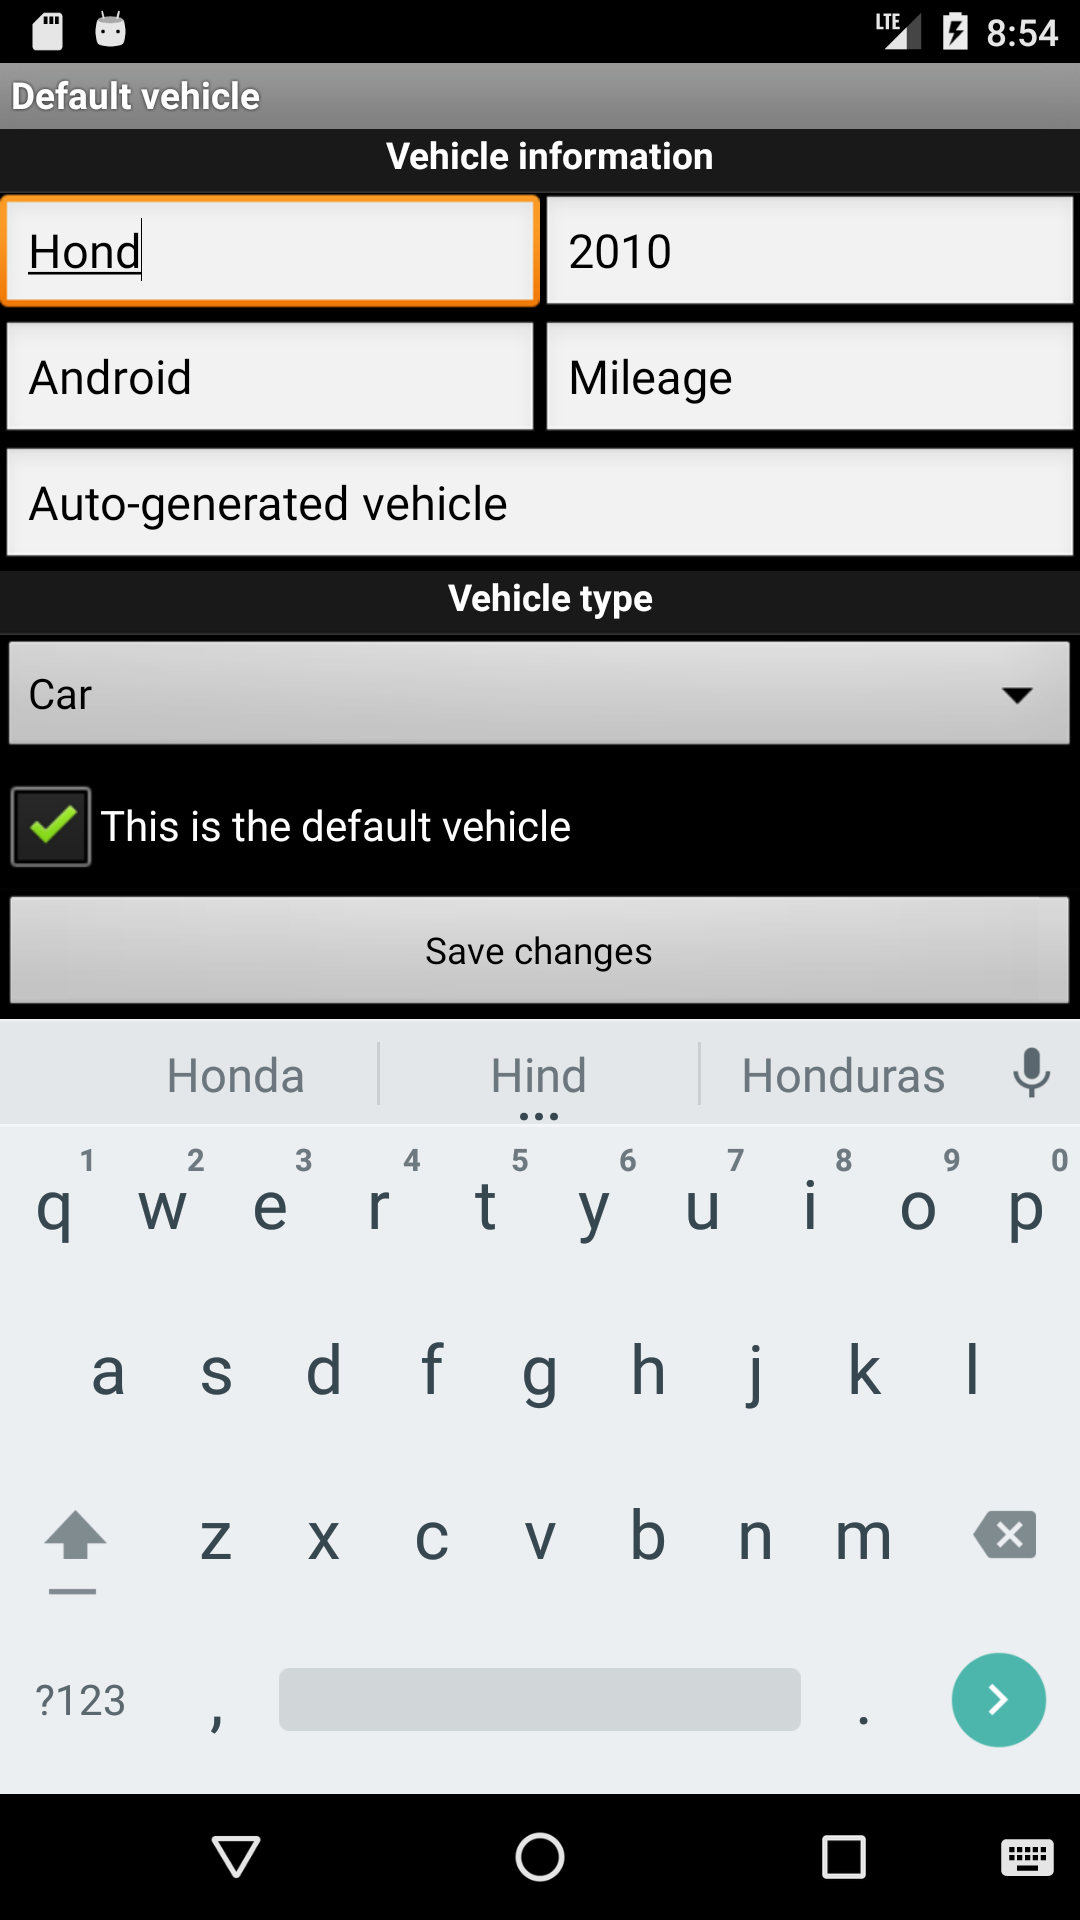 LTE 8:54
Default vehicle
Vehicle information
Hond 2010
Android Mileage
Auto-generated vehicle
Vehicle type
Car
This is the default vehicle
Save changes
Honda Hind Honduras
1 2 3 4 5 6 7 8 9 0
q w e r t y u i o p
a s d f g h j k l
z x c v b n m
?123 , .